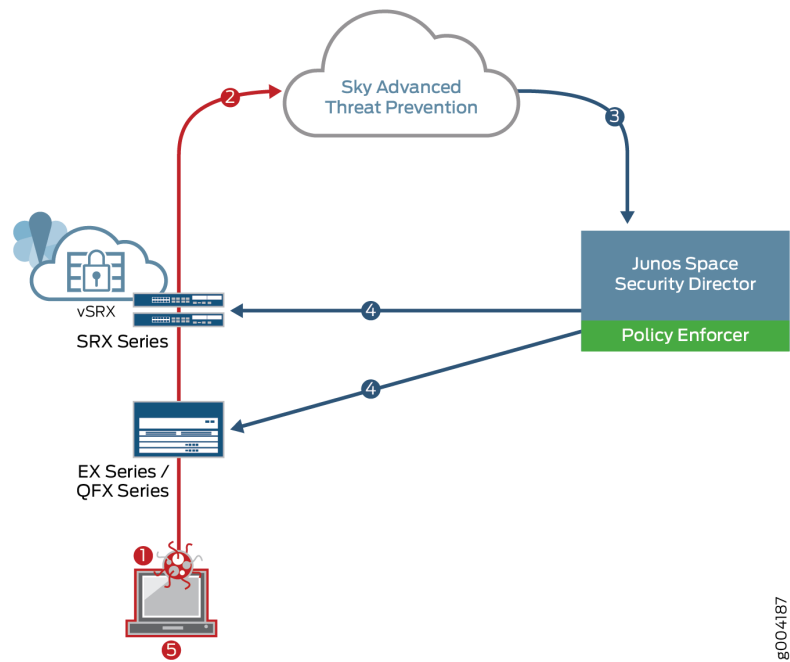 Sky Advanced
Threat Prevention
2
3
Junos Space
Security Director
Policy Enforcer
vSRX
SRX Series
4
4
EX Series /
QFX Series
1
5
g004187